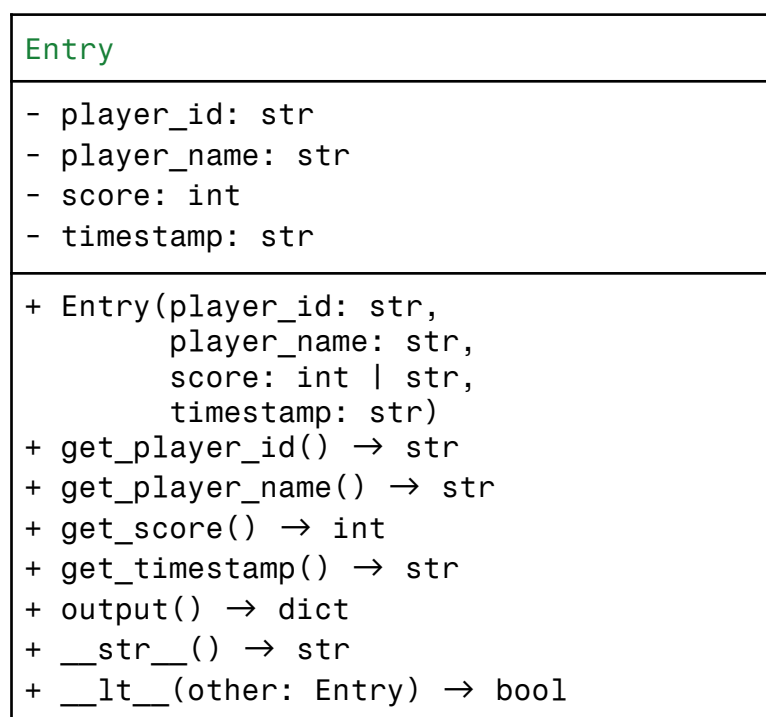 Entry
- player_id: str
- player_name: str
- score: int
- timestamp: str
+ Entry(player_id: str,
player_name: str,
score: int | str,
timestamp: str)
+ get_player_id() → str
+ get_player_name() → str
+ get_score() → int
+ get_timestamp() → str
+ output() → dict
+ __str__() → str
+ __lt__(other: Entry) → bool